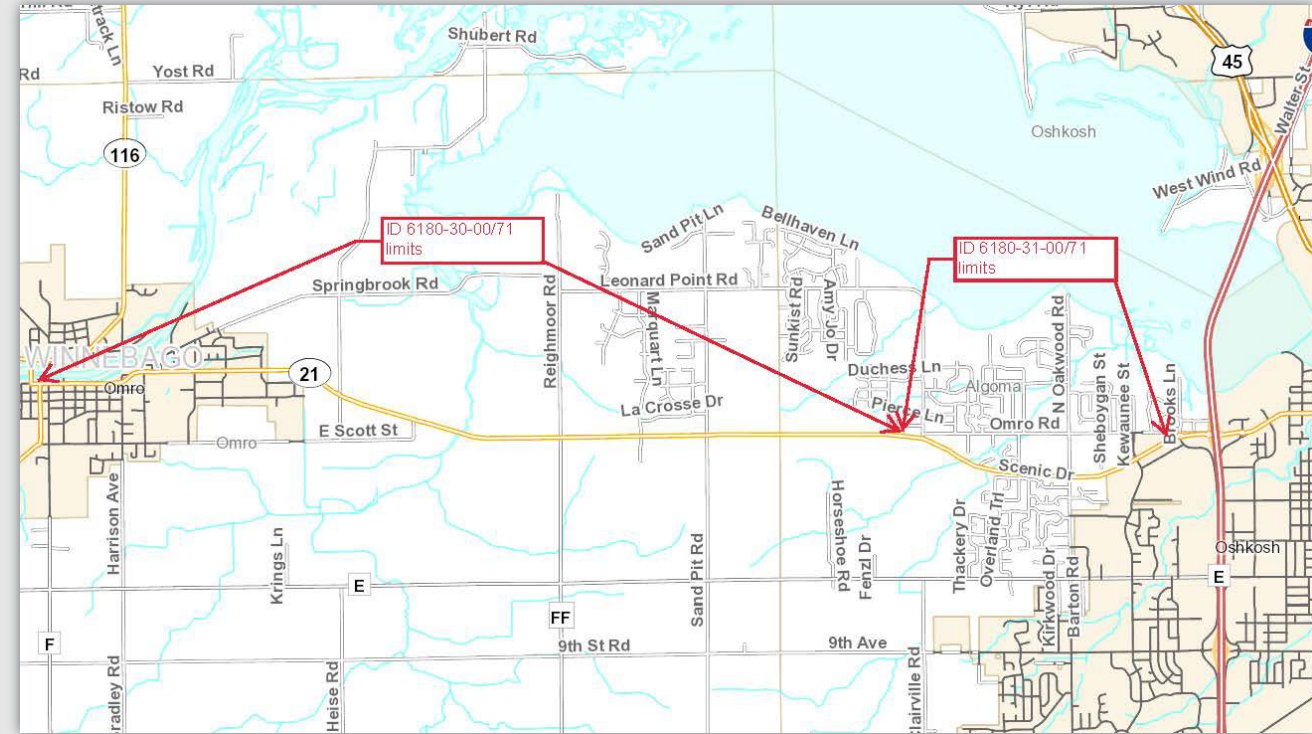 Shubert Rd
45
Rd
Yost Rd
Walter St
Ristow Rd
Oshkosh
116
West Wind Rd
Sand Pit Ln
Bellhaven Ln
ID 6180-30-00/71
limits
ID 6180-31-00/71
limits
Springbrook Rd
Leonard Point Rd
Reighmoor Rd
Marquart Ln
Sunkist Rd
Amy Jo Dr
N Oakwood Rd
WINNEBAGO
21
Omro
Duchess Ln
Algoma
Sheboygan St
Kewaunee St
Brooks Ln
La Crosse Dr
Pierce Ln
Omro Rd
E Scott St
Omro
Scenic Dr
Harrison Ave
Horseshoe Rd
Fenzl Dr
Thackery Dr
Overland Trl
Krings Ln
Sand Pit Rd
Kirkwood Dr
Barton Rd
Oshkosh
E
E
FF
F
9th St Rd
9th Ave
Heise Rd